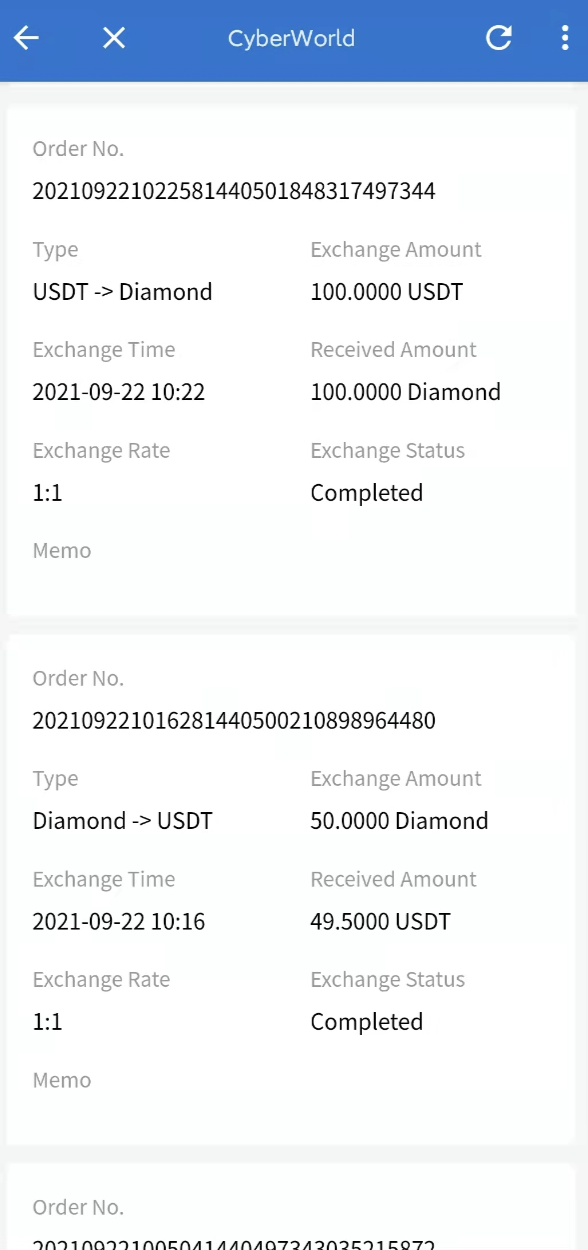 CyberWorld
Order No.
20210922102258144050184831​7497344
Type Exchange Amount
USDT -> Diamond 100.0000 USDT
Exchange Time Received Amount
2021-09-22 10:22 100.0000 Diamond
Exchange Rate Exchange Status
1:1 Completed
Memo
Order No.
202109221016281440500210898964480
Type Exchange Amount
Diamond -> USDT 50.0000 Diamond
Exchange Time Received Amount
2021-09-22 10:16 49.5000 USDT
Exchange Rate Exchange Status
1:1 Completed
Memo
Order No.
202109221005041440497343035215872